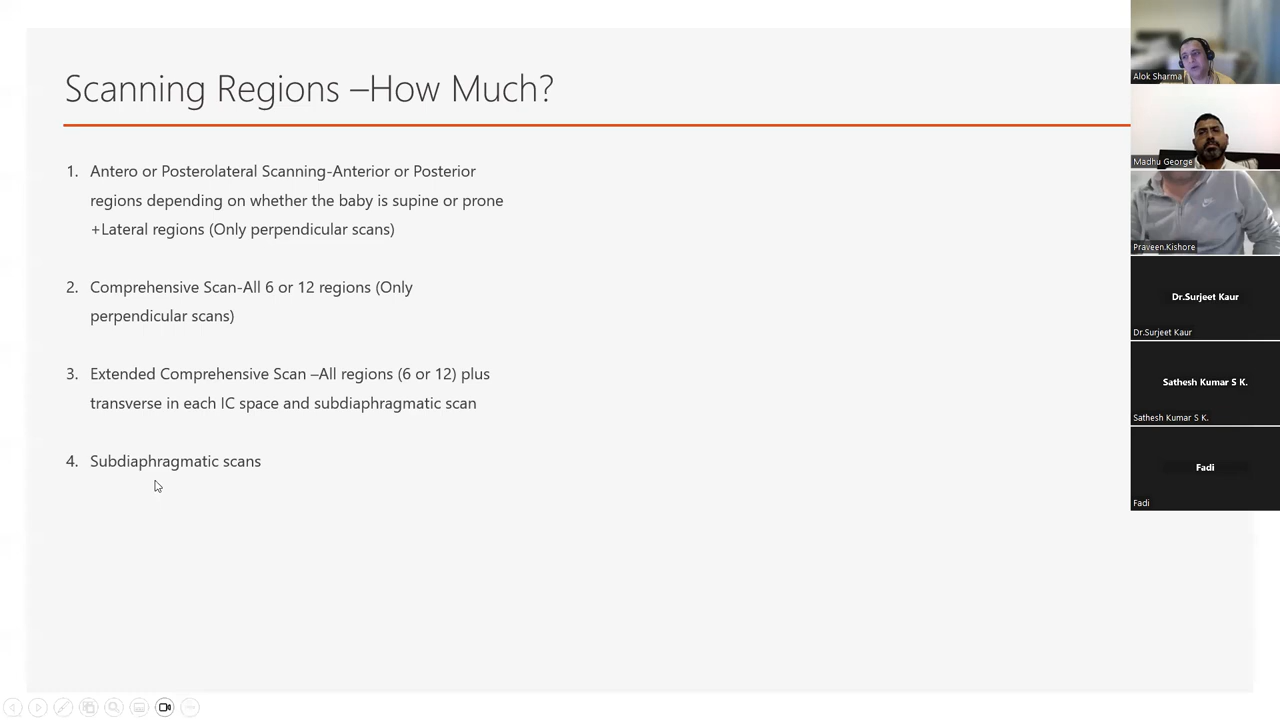 Scanning Regions –How Much?
1. Antero or Posterolateral Scanning-Anterior or Posterior
regions depending on whether the baby is supine or prone
+Lateral regions (Only perpendicular scans)
2. Comprehensive Scan-All 6 or 12 regions (Only
perpendicular scans)
3. Extended Comprehensive Scan –All regions (6 or 12) plus
transverse in each IC space and subdiaphragmatic scan
4. Subdiaphragmatic scans
Alok Sharma
Madhu George
Praveen.Kishore
Dr.Surjeet Kaur
Dr.Surjeet Kaur
Sathesh Kumar S K.
Sathesh Kumar S K.
Fadi
Fadi